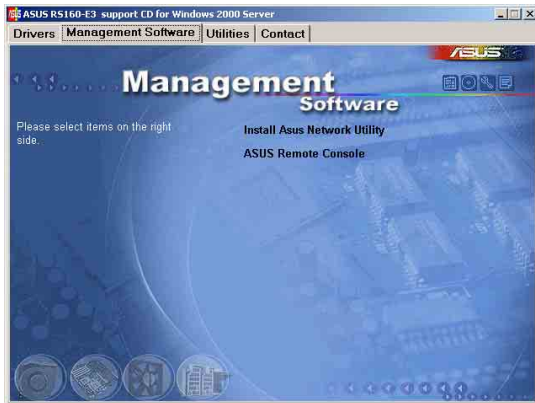 ASUS RS160-E3 support CD for Windows 2000 Server
Drivers Management Software Utilities Contact
ASUS
Management
Software
Please select items on the right
side.
Install Asus Network Utility
ASUS Remote Console